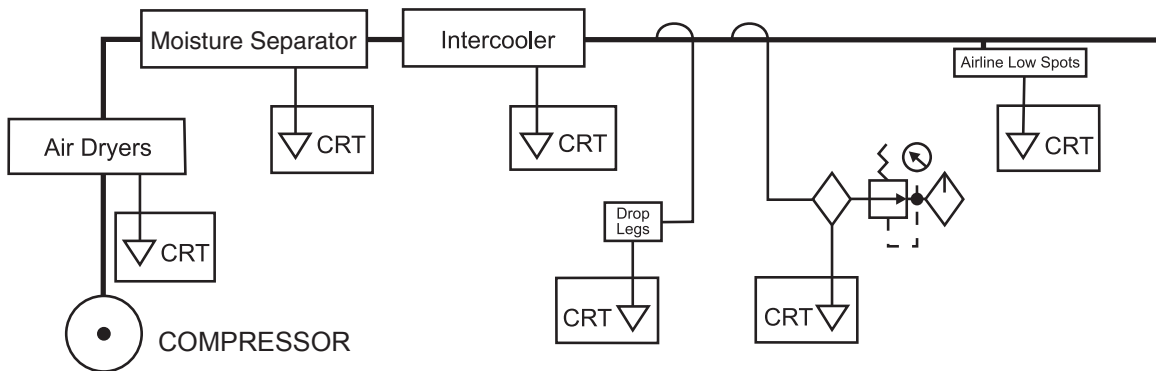 Moisture Separator
Intercooler
Airline Low Spots
CRT
CRT
CRT
Air Dryers
CRT
Drop
Legs
CRT
CRT
COMPRESSOR